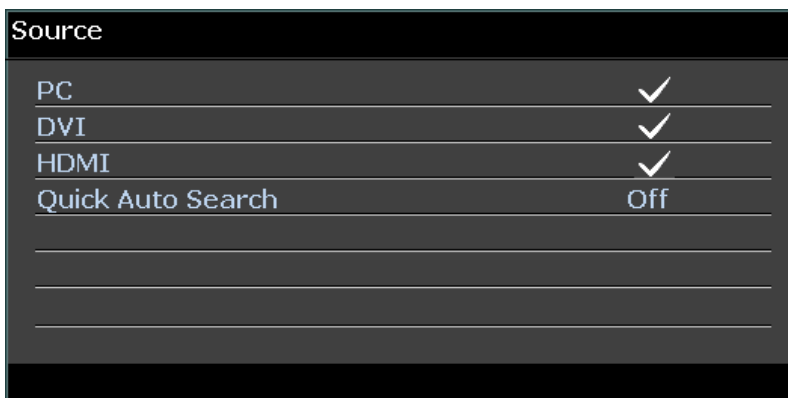 Source
PC ✓
DVI ✓
HDMI ✓
Quick Auto Search Off